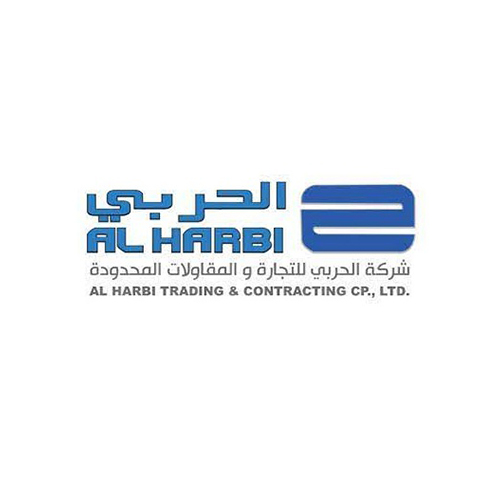 الحربي
AL HARBI
شركة الحربي للتجارة و المقاولات المحدودة
AL HARBI TRADING & CONTRACTING CP., LTD.